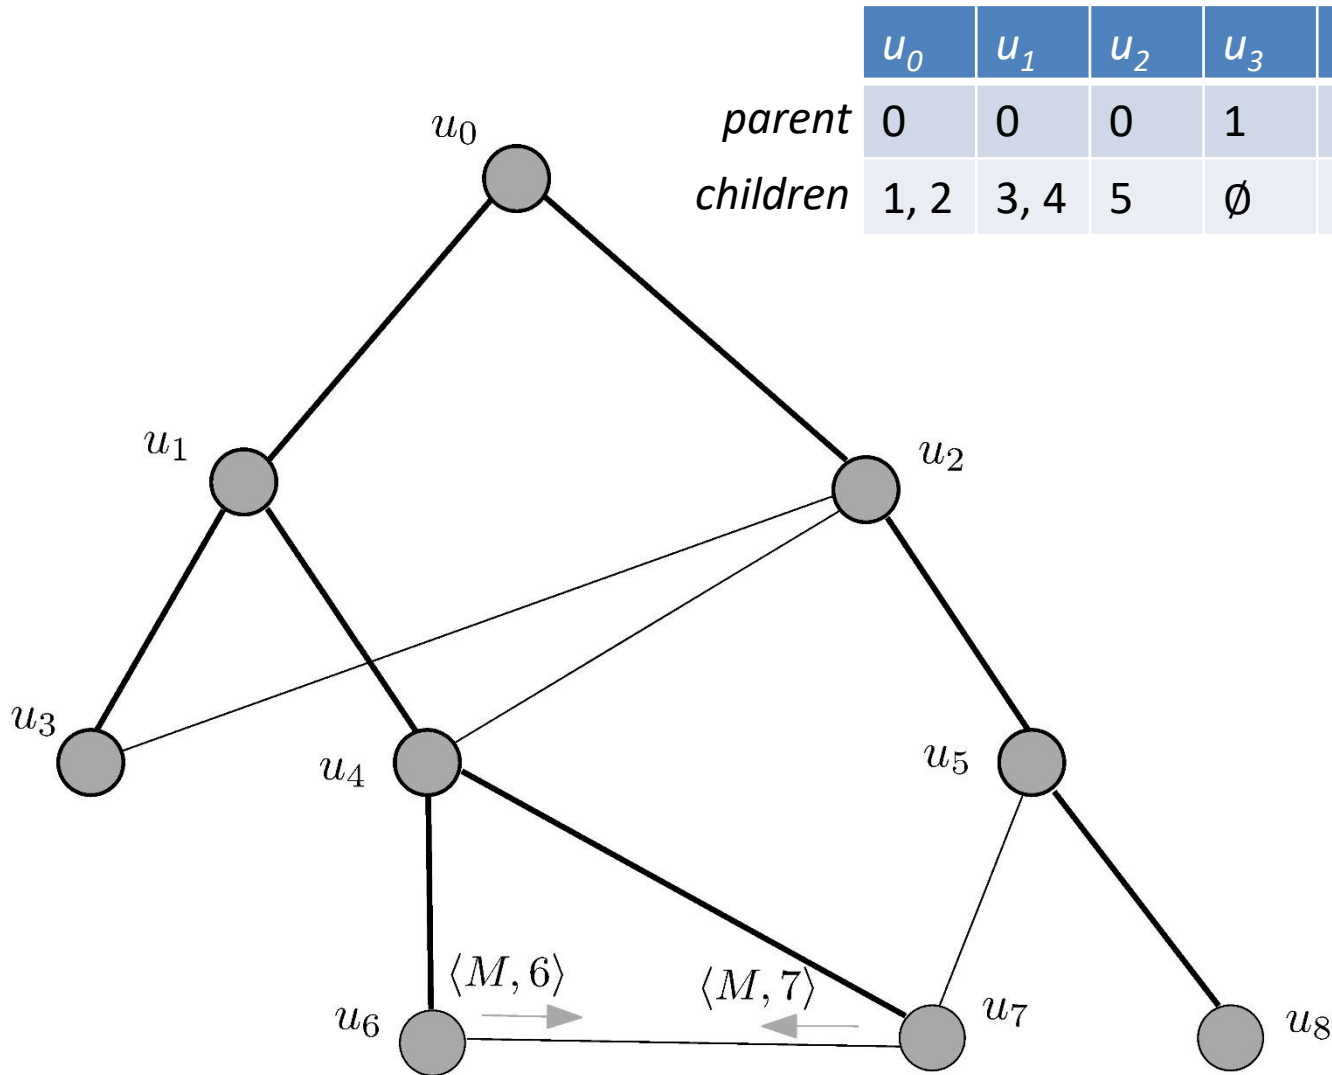 u0 u1 u2 u3
parent 0 0 0 1
children 1, 2 3, 4 5 ∅
u0
u1
u2
u3
u4
u5
⟨M, 6⟩
⟨M, 7⟩
u6
u7
u8